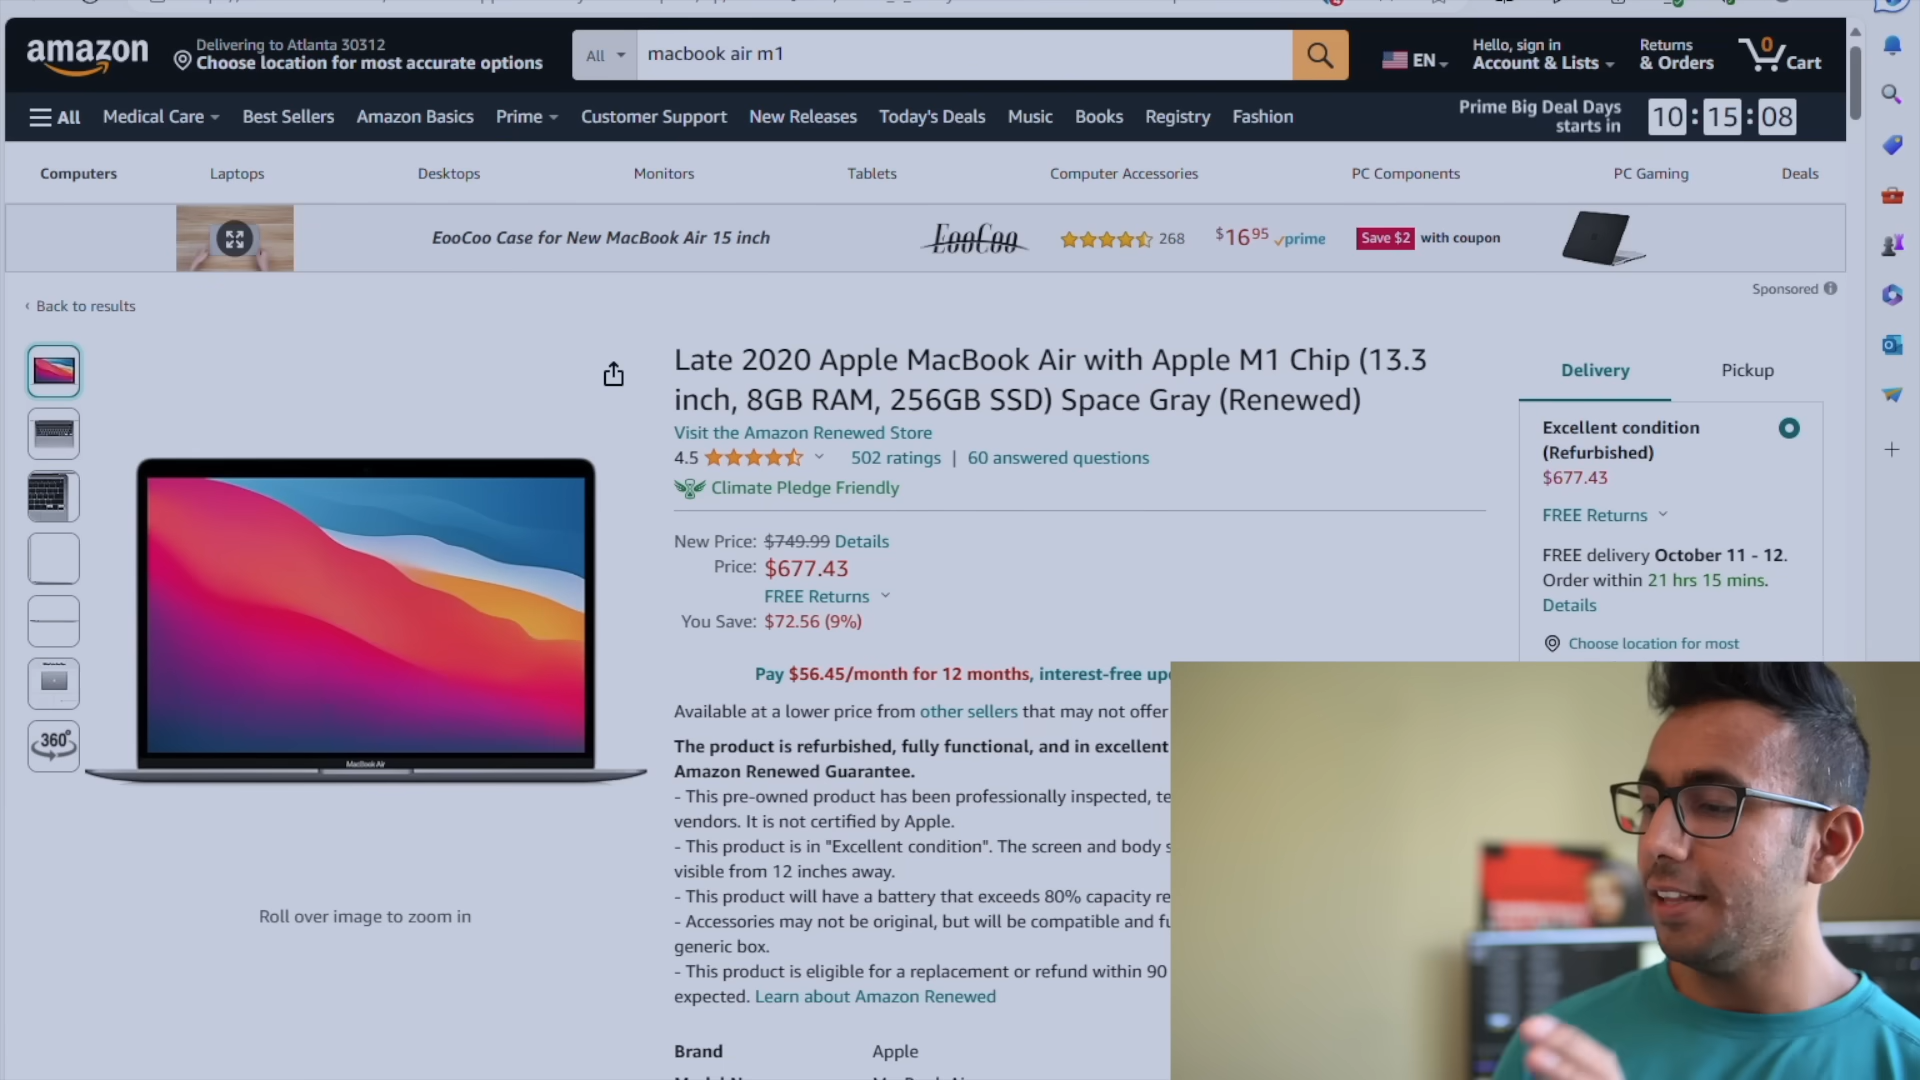 amazon
Delivering to Atlanta 30312
Choose location for most accurate options
All
macbook air m1
EN
Hello, sign in
Account & Lists
Returns
& Orders
0
Cart
All
Medical Care
Best Sellers
Amazon Basics
Prime
Customer Support
New Releases
Today's Deals
Music
Books
Registry
Fashion
Prime Big Deal Days
starts in
10 : 15 : 08
Computers
Laptops
Desktops
Monitors
Tablets
Computer Accessories
PC Components
PC Gaming
Deals
EooCoo Case for New MacBook Air 15 inch
EooCoo
268
$16 95
prime
Save $2 with coupon
Sponsored
‹ Back to results
360°
MacBook Air
Roll over image to zoom in
Late 2020 Apple MacBook Air with Apple M1 Chip (13.3
inch, 8GB RAM, 256GB SSD) Space Gray (Renewed)
Visit the Amazon Renewed Store
4.5
502 ratings | 60 answered questions
Climate Pledge Friendly
New Price: $749.99 Details
Price: $677.43
FREE Returns
You Save: $72.56 (9%)
Pay $56.45/month for 12 months, interest-free
Available at a lower price from other sellers that may not offer
The product is refurbished, fully functional, and in excellent
Amazon Renewed Guarantee.
- This pre-owned product has been professionally inspected,
vendors. It is not certified by Apple.
- This product is in "Excellent condition". The screen and body
visible from 12 inches away.
- This product will have a battery that exceeds 80% capacity
- Accessories may not be original, but will be compatible and
generic box.
- This product is eligible for a replacement or refund within 90
expected. Learn about Amazon Renewed
Brand
Apple
Delivery
Pickup
Excellent condition
(Refurbished)
$677.43
FREE Returns
FREE delivery October 11 - 12.
Order within 21 hrs 15 mins.
Details
Choose location for most